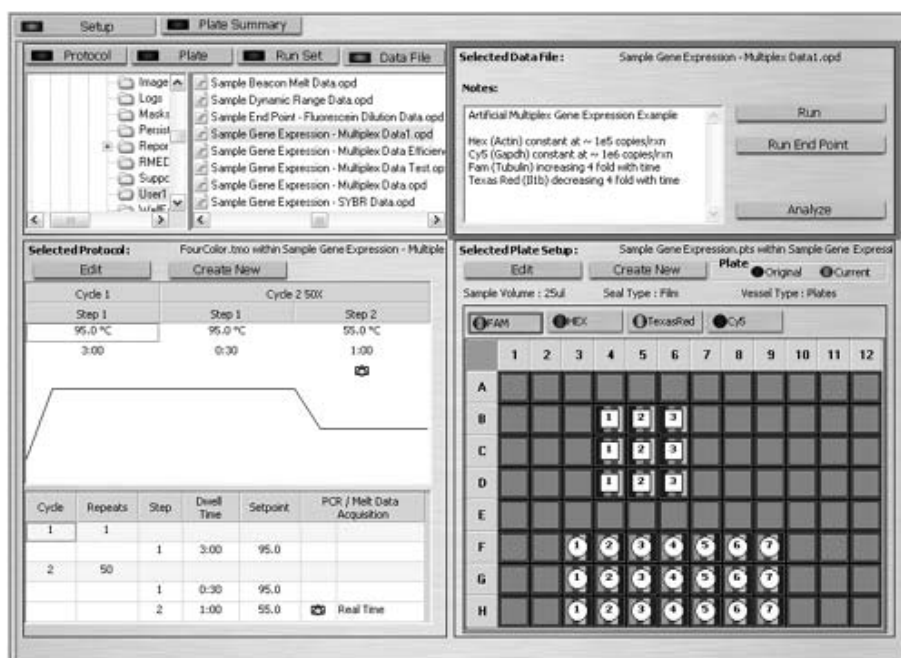 Setup
Plate Summary
Protocol
Plate
Run Set
Data File
Image
Logs
Masks
Persist
Repor
RMED
Suppc
User1
Sample Beacon Melt Data.opd
Sample Dynamic Range Data.opd
Sample End Point - Fluorescein Dilution Data.opd
Sample Gene Expression - Multiplex Data1.opd
Sample Gene Expression - Multiplex Data Efficien
Sample Gene Expression - Multiplex Data Test.op
Sample Gene Expression - Multiplex Data.opd
Sample Gene Expression - SYBR Data.opd
Selected Data File : Sample Gene Expression - Multiplex Data1.opd
Notes:
Artificial Multiplex Gene Expression Example
Hex (Actin) constant at ~ 1e5 copies/rxn
Cy5 (Gapdh) constant at ~ 1e6 copies/rxn
Fam (Tubulin) increasing 4 fold with time
Texas Red (Il1b) decreasing 4 fold with time
Run
Run End Point
Analyze
Selected Protocol : FourColor.tmo within Sample Gene Expression - Multiple
Edit
Create New
Cycle 1 Cycle 2 50X
Step 1 Step 1 Step 2
95.0 °C 95.0 °C 55.0 °C
3:00 0:30 1:00
Cycle Repeats Step Dwell Time Setpoint PCR / Melt Data Acquisition
1 1
1 3:00 95.0
2 50
1 0:30 95.0
2 1:00 55.0 Real Time
Selected Plate Setup : Sample Gene Expression.pts within Sample Gene Expressi
Edit
Create New
Plate
Original
Current
Sample Volume : 25ul Seal Type : Film Vessel Type : Plates
FAM HEX TexasRed Cy5
1 2 3 4 5 6 7 8 9 10 11 12
A
B 1 2 3
C 1 2 3
D 1 2 3
E
F 1 2 3 4 5 6 7
G 1 2 3 4 5 6 7
H 1 2 3 4 5 6 7